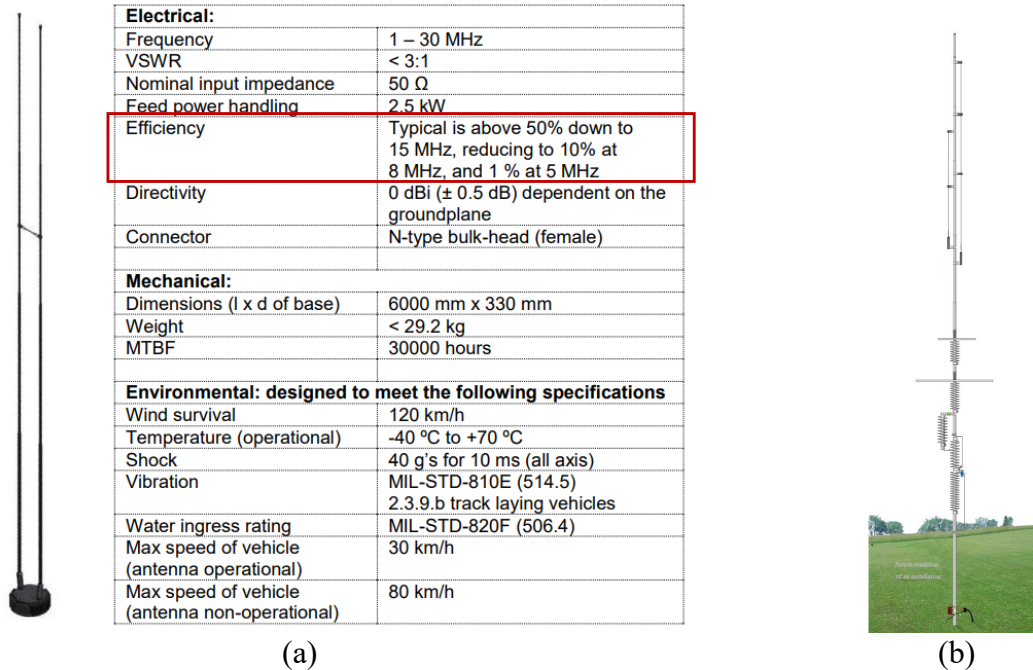 Electrical:
Frequency 1 – 30 MHz
VSWR < 3:1
Nominal input impedance 50 Ω
Feed power handling 2.5 kW
Efficiency Typical is above 50% down to
15 MHz, reducing to 10% at
8 MHz, and 1 % at 5 MHz
Directivity 0 dBi (± 0.5 dB) dependent on the
groundplane
Connector N-type bulk-head (female)
Mechanical:
Dimensions (l x d of base) 6000 mm x 330 mm
Weight < 29.2 kg
MTBF 30000 hours
Environmental: designed to meet the following specifications
Wind survival 120 km/h
Temperature (operational) -40 ºC to +70 ºC
Shock 40 g's for 10 ms (all axis)
Vibration MIL-STD-810E (514.5)
2.3.9.b track laying vehicles
Water ingress rating MIL-STD-820F (506.4)
Max speed of vehicle 30 km/h
(antenna operational)
Max speed of vehicle 80 km/h
(antenna non-operational)
Artists rendition
of an installation
(a) (b)